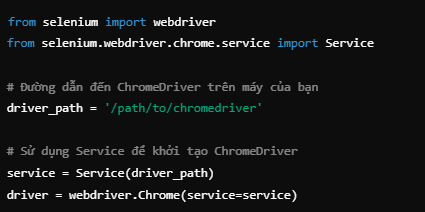 from selenium import webdriver
from selenium.webdriver.chrome.service import Service
# Đường dẫn đến ChromeDriver trên máy của bạn
driver_path = '/path/to/chromedriver'
# Sử dụng Service để khởi tạo ChromeDriver
service = Service(driver_path)
driver = webdriver.Chrome(service=service)